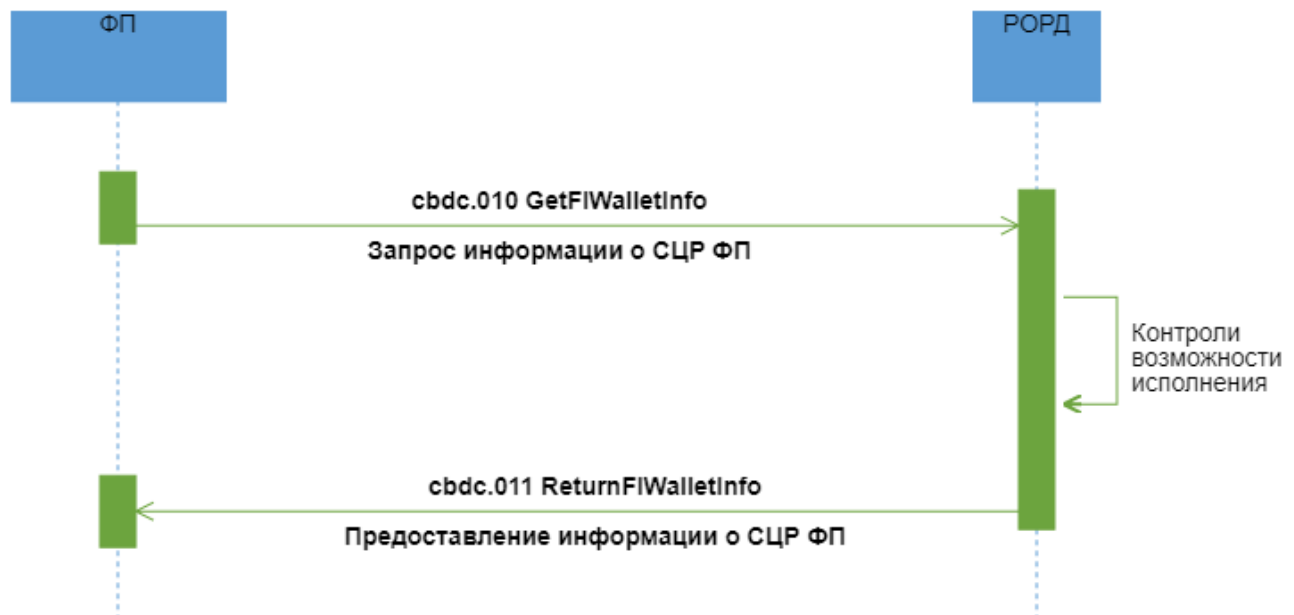 ФП
РОРД
cbdc.010 GetFIWalletInfo
Запрос информации о СЦР ФП
Контроли
возможности
исполнения
cbdc.011 ReturnFIWalletInfo
Предоставление информации о СЦР ФП